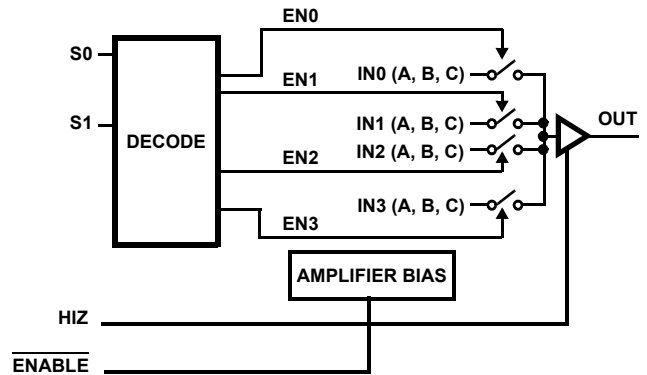 EN0
S0
IN0 (A, B, C)
EN1
OUT
S1
IN1 (A, B, C)
DECODE
IN2 (A, B, C)
EN2
IN3 (A, B, C)
EN3
AMPLIFIER BIAS
HIZ
ENABLE